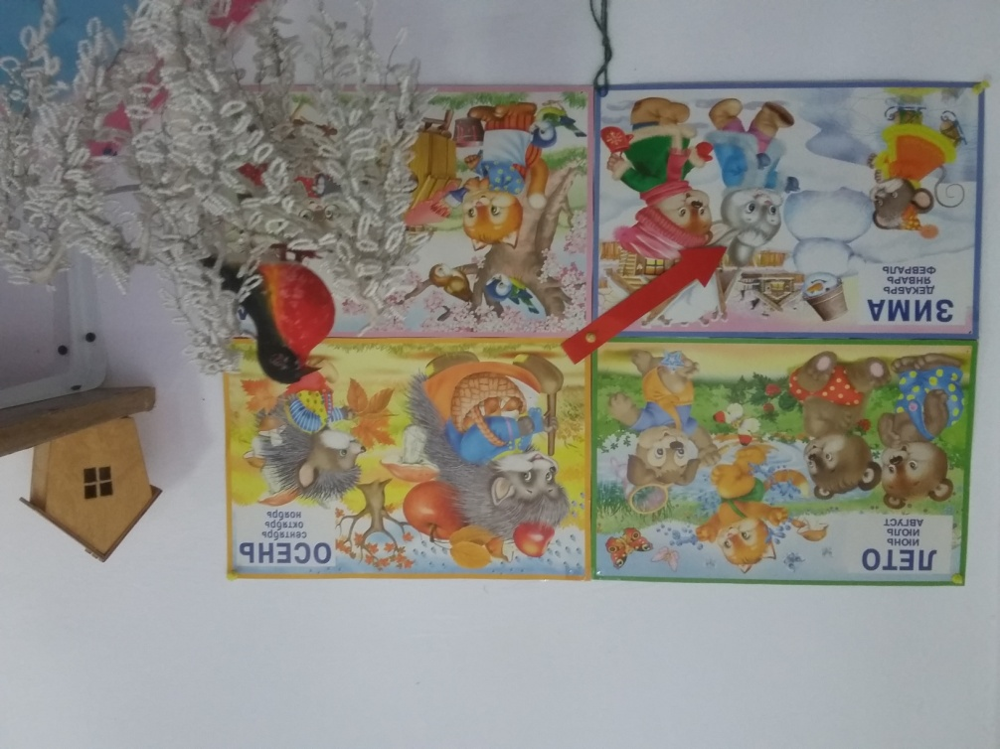 ЛЕТО
ИЮНЬ
ИЮЛЬ
АВГУСТ
ОСЕНЬ
сентябрь
октябрь
ноябрь
ЗИМА
ДЕКАБРЬ
ЯНВАРЬ
ФЕВРАЛЬ